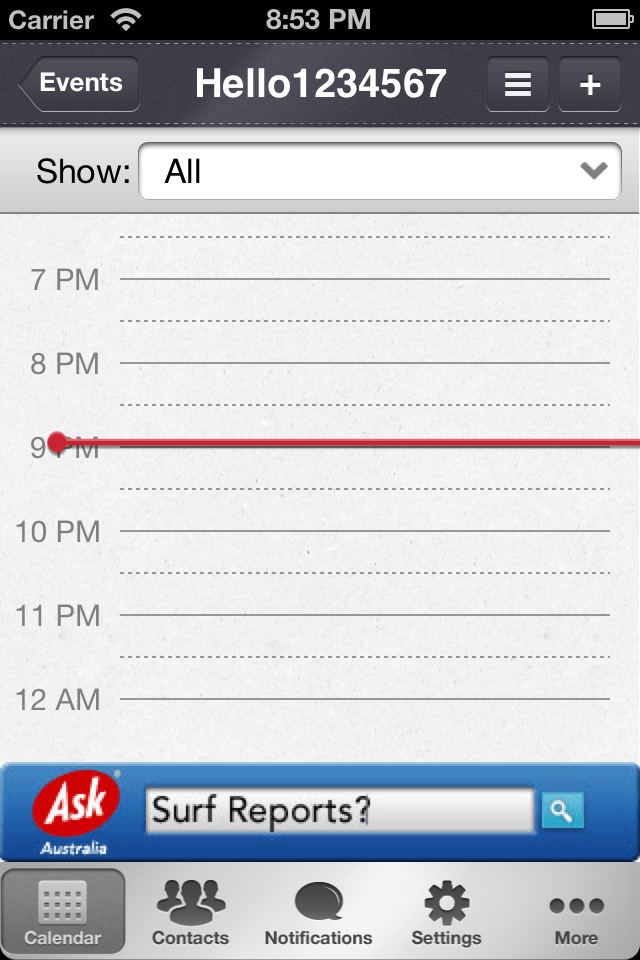 Carrier 8:53 PM
Events Hello1234567 +
Show: All
7 PM
8 PM
9 PM
10 PM
11 PM
12 AM
Ask Surf Reports?
Australia
Calendar Contacts Notifications Settings More